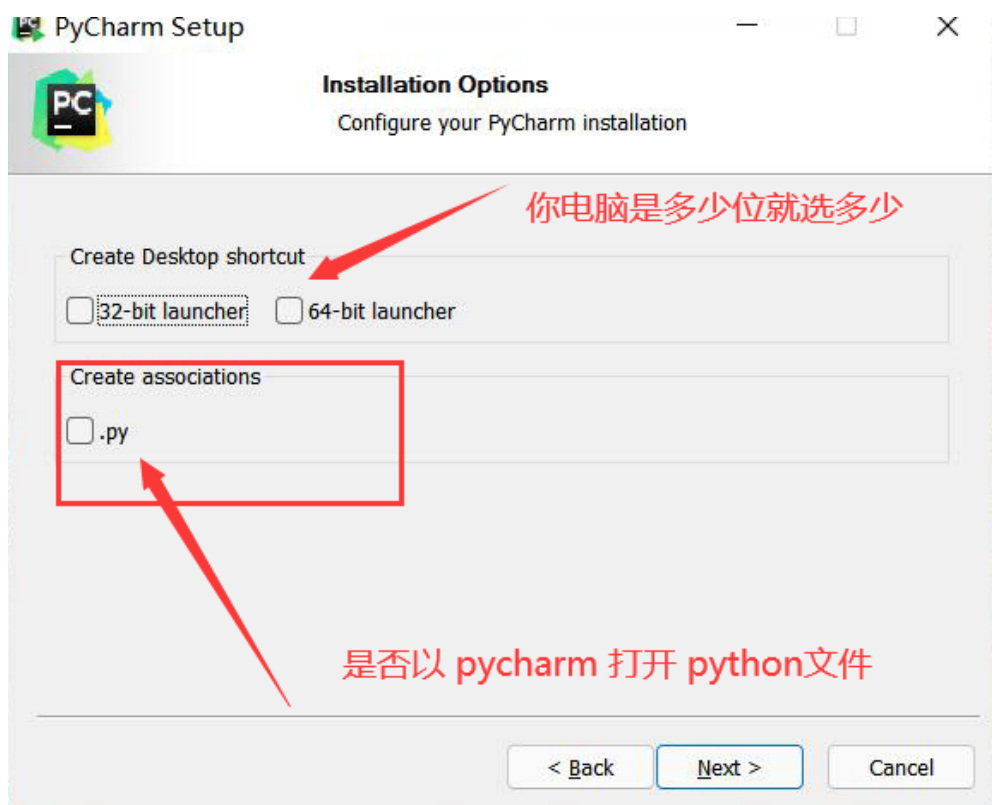 PyCharm Setup
PC
Installation Options
Configure your PyCharm installation
你电脑是多少位就选多少
Create Desktop shortcut
32-bit launcher 64-bit launcher
Create associations
.py
是否以 pycharm 打开 python文件
< Back Next > Cancel